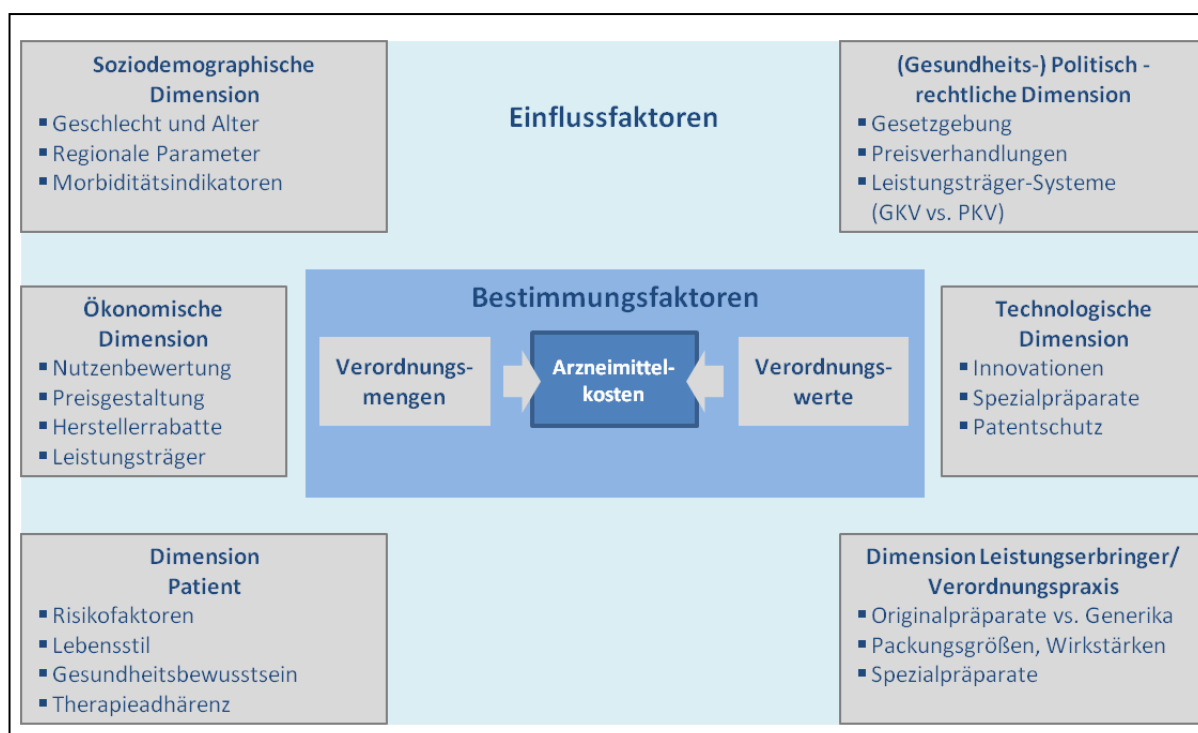 Soziodemographische
Dimension
▪ Geschlecht und Alter
▪ Regionale Parameter
▪ Morbiditätsindikatoren
Einflussfaktoren
(Gesundheits-) Politisch -
rechtliche Dimension
▪ Gesetzgebung
▪ Preisverhandlungen
▪ Leistungsträger-Systeme
(GKV vs. PKV)
Ökonomische
Dimension
▪ Nutzenbewertung
▪ Preisgestaltung
▪ Herstellerrabatte
▪ Leistungsträger
Bestimmungsfaktoren
Verordnungs-
mengen
Arzneimittel-
kosten
Verordnungs-
werte
Technologische
Dimension
▪ Innovationen
▪ Spezialpräparate
▪ Patentschutz
Dimension
Patient
▪ Risikofaktoren
▪ Lebensstil
▪ Gesundheitsbewusstsein
▪ Therapieadhärenz
Dimension Leistungserbringer/
Verordnungspraxis
▪ Originalpräparate vs. Generika
▪ Packungsgrößen, Wirkstärken
▪ Spezialpräparate